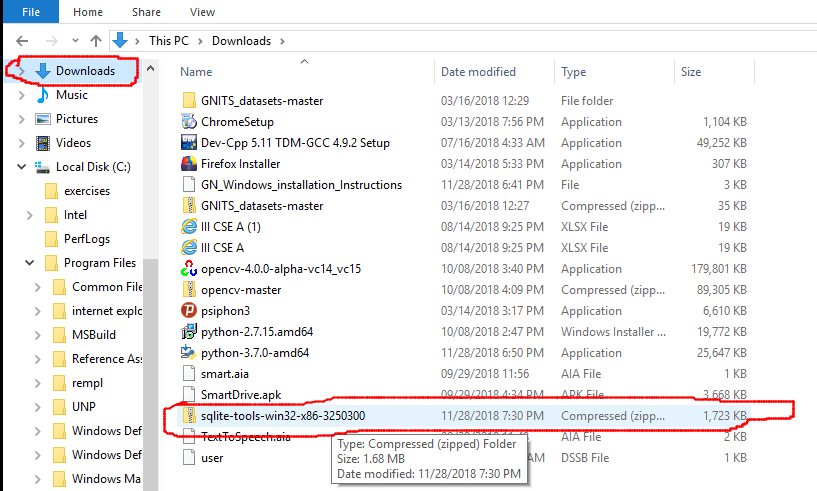 File Home Share View
This PC Downloads
Downloads
Music
Pictures
Videos
Local Disk (C:)
exercises
Intel
PerfLogs
Program Files
Common File
internet explo
MSBuild
Reference Ass
rempl
UNP
Windows Def
Windows Def
Windows Ma
Name Date modified Type Size
GNITS_datasets-master 03/16/2018 12:29 File folder
ChromeSetup 03/13/2018 7:56 PM Application 1,104 KB
Dev-Cpp 5.11 TDM-GCC 4.9.2 Setup 07/16/2018 4:33 AM Application 49,252 KB
Firefox Installer 03/14/2018 5:33 PM Application 307 KB
GN_Windows_installation_Instructions 11/28/2018 6:41 PM File 3 KB
GNITS_datasets-master 03/16/2018 12:27 Compressed (zipp... 35 KB
III CSE A (1) 08/14/2018 9:25 PM XLSX File 19 KB
III CSE A 08/14/2018 9:25 PM XLSX File 19 KB
opencv-4.0.0-alpha-vc14_vc15 10/08/2018 3:40 PM Application 179,801 KB
opencv-master 10/08/2018 4:09 PM Compressed (zipp... 89,305 KB
psiphon3 03/14/2018 3:17 PM Application 6,610 KB
python-2.7.15.amd64 10/08/2018 2:47 PM Windows Installer ... 19,772 KB
python-3.7.0-amd64 11/28/2018 6:50 PM Application 25,647 KB
smart.aia 09/29/2018 11:56 AIA File 3 KB
SmartDrive.apk 09/29/2018 4:34 PM APK File 3,668 KB
sqlite-tools-win32-x86-3250300 11/28/2018 7:30 PM Compressed (zipp... 1,723 KB
TextToSpeech.aia AIA File 2 KB
user AM DSSB File 1 KB
Type: Compressed (zipped) Folder
Size: 1.68 MB
Date modified: 11/28/2018 7:30 PM